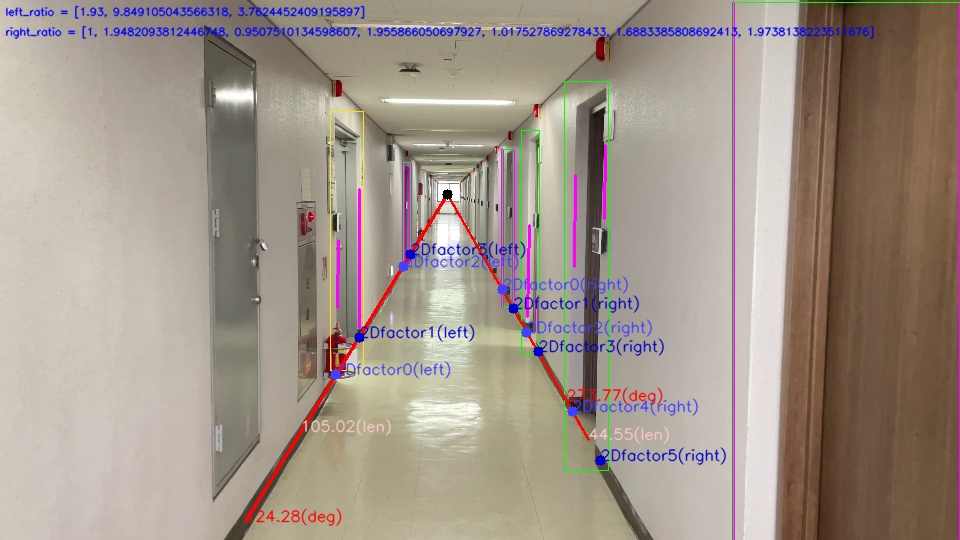 left_ratio = [1.93, 9.849105043566318, 3.7624452409195897]
right_ratio = [1, 1.9482093812446748, 0.9507510134598607, 1.955866050697927, 1.017527869278433, 1.6883385808692413, 1.9738138223511676]
2Dfactor3(left)
2Dfactor2(left)
2Dfactor0(right)
2Dfactor1(right)
2Dfactor2(right)
2Dfactor1(left)
2Dfactor3(right)
2Dfactor0(left)
273.77(deg)
2Dfactor4(right)
105.02(len)
44.55(len)
2Dfactor5(right)
24.28(deg)